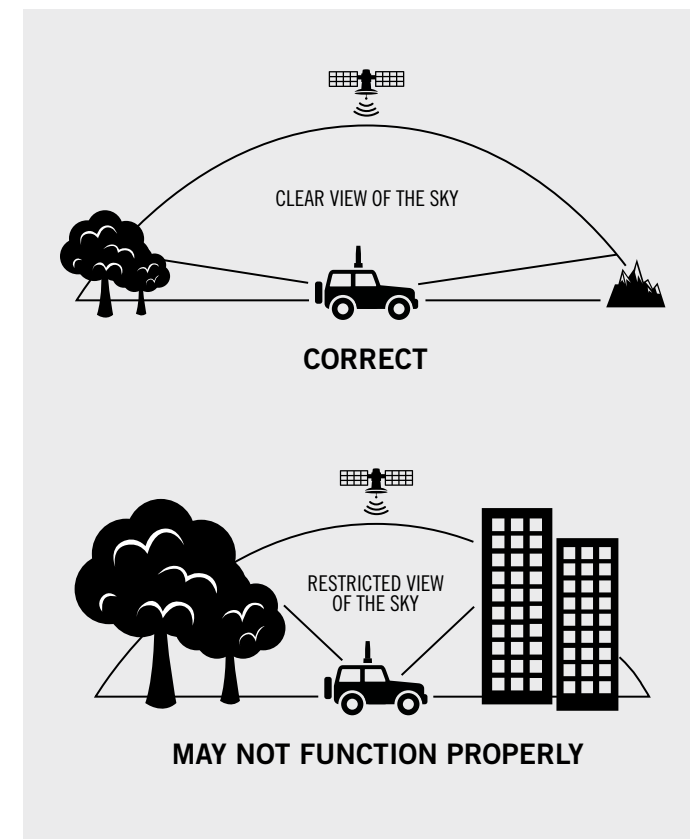 CLEAR VIEW OF THE SKY
CORRECT
RESTRICTED VIEW
OF THE SKY
MAY NOT FUNCTION PROPERLY